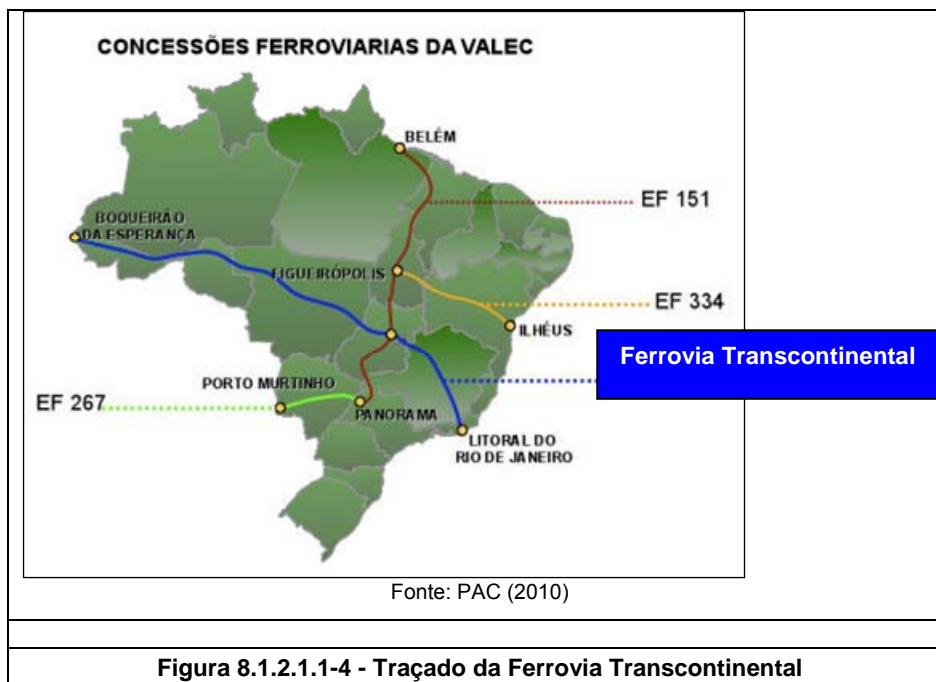 CONCESSÕES FERROVIARIAS DA VALEC
BELÉM
EF 151
BOQUEIRÃO
DA ESPERANÇA
FIGUEIRÓPOLIS
EF 334
ILHÉUS
Ferrovia Transcontinental
PORTO MURTINHO
EF 267
PANORAMA
LITORAL DO
RIO DE JANEIRO
Fonte: PAC (2010)
Figura 8.1.2.1.1-4 - Traçado da Ferrovia Transcontinental